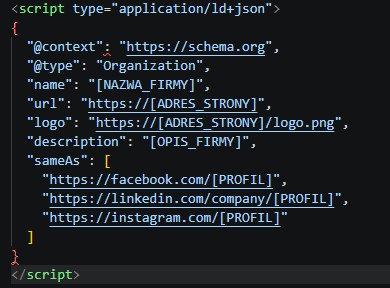 <script type="application/ld+json">
{
  "@context": "https://schema.org",
  "@type": "Organization",
  "name": "[NAZWA_FIRMY]",
  "url": "https://[ADRES_STRONY]",
  "logo": "https://[ADRES_STRONY]/logo.png",
  "description": "[OPIS_FIRMY]",
  "sameAs": [
    "https://facebook.com/[PROFIL]",
    "https://linkedin.com/company/[PROFIL]",
    "https://instagram.com/[PROFIL]"
  ]
}
</script>